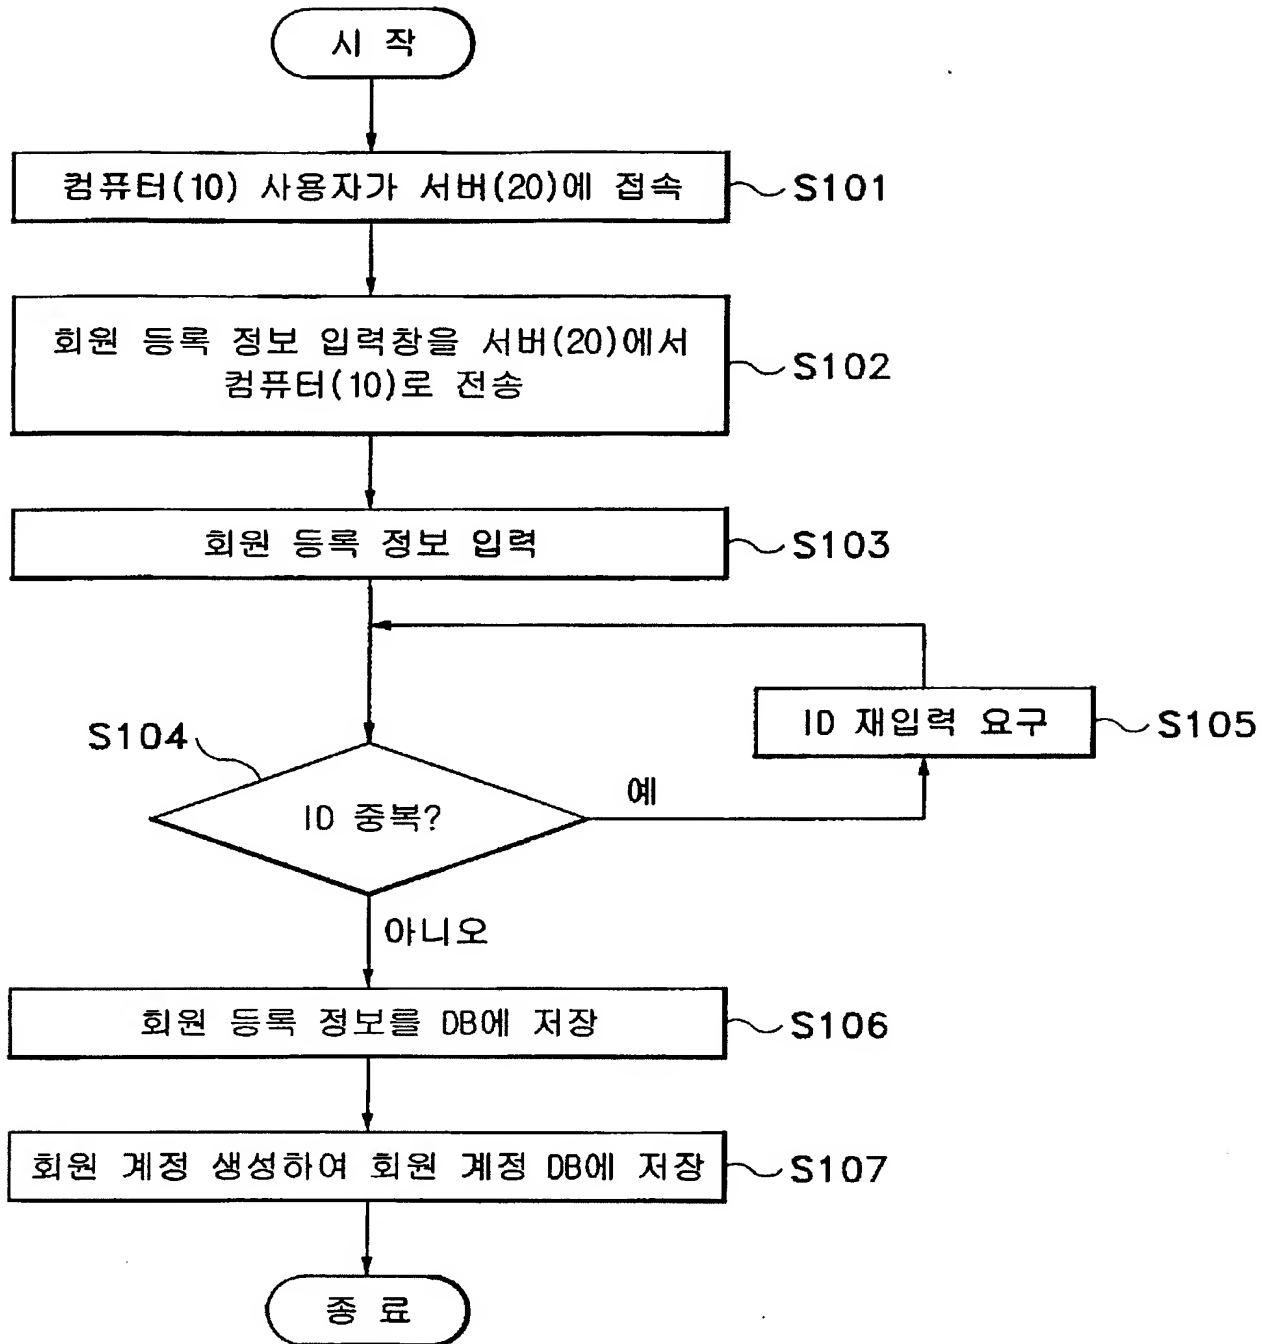 시 작
컴퓨터(10) 사용자가 서버(20)에 접속
S101
회원 등록 정보 입력창을 서버(20)에서
컴퓨터(10)로 전송
S102
회원 등록 정보 입력
S103
ID 재입력 요구
S105
S104
ID 중복?
예
아니오
회원 등록 정보를 DB에 저장
S106
회원 계정 생성하여 회원 계정 DB에 저장
S107
종 료